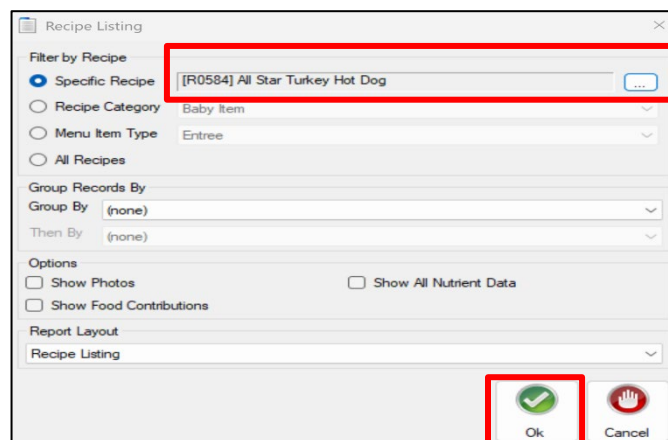 Recipe Listing
Filter by Recipe
Specific Recipe [R0584] All Star Turkey Hot Dog ...
Recipe Category Baby Item
Menu Item Type Entree
All Recipes
Group Records By
Group By (none)
Then By (none)
Options
Show Photos Show All Nutrient Data
Show Food Contributions
Report Layout
Recipe Listing
Ok Cancel